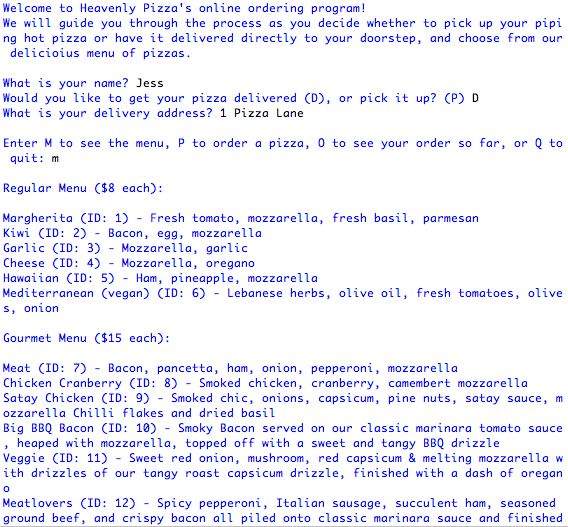 Welcome to Heavenly Pizza's online ordering program!
We will guide you through the process as you decide whether to pick up your pipi
ng hot pizza or have it delivered directly to your doorstep, and choose from our
 delicioius menu of pizzas.
What is your name? Jess
Would you like to get your pizza delivered (D), or pick it up? (P) D
What is your delivery address? 1 Pizza Lane
Enter M to see the menu, P to order a pizza, O to see your order so far, or Q to
 quit: m
Regular Menu ($8 each):
Margherita (ID: 1) - Fresh tomato, mozzarella, fresh basil, parmesan
Kiwi (ID: 2) - Bacon, egg, mozzarella
Garlic (ID: 3) - Mozzarella, garlic
Cheese (ID: 4) - Mozzarella, oregano
Hawaiian (ID: 5) - Ham, pineapple, mozzarella
Mediterranean (vegan) (ID: 6) - Lebanese herbs, olive oil, fresh tomatoes, olive
s, onion
Gourmet Menu ($15 each):
Meat (ID: 7) - Bacon, pancetta, ham, onion, pepperoni, mozzarella
Chicken Cranberry (ID: 8) - Smoked chicken, cranberry, camembert mozzarella
Satay Chicken (ID: 9) - Smoked chic, onions, capsicum, pine nuts, satay sauce, m
ozzarella Chilli flakes and dried basil
Big BBQ Bacon (ID: 10) - Smoky Bacon served on our classic marinara tomato sauce
, heaped with mozzarella, topped off with a sweet and tangy BBQ drizzle
Veggie (ID: 11) - Sweet red onion, mushroom, red capsicum & melting mozzarella w
ith drizzles of our tangy roast capsicum drizzle, finished with a dash of oregan
o
Meatlovers (ID: 12) - Spicy pepperoni, Italian sausage, succulent ham, seasoned
ground beef, and crispy bacon all piled onto classic marinara sauce and finished